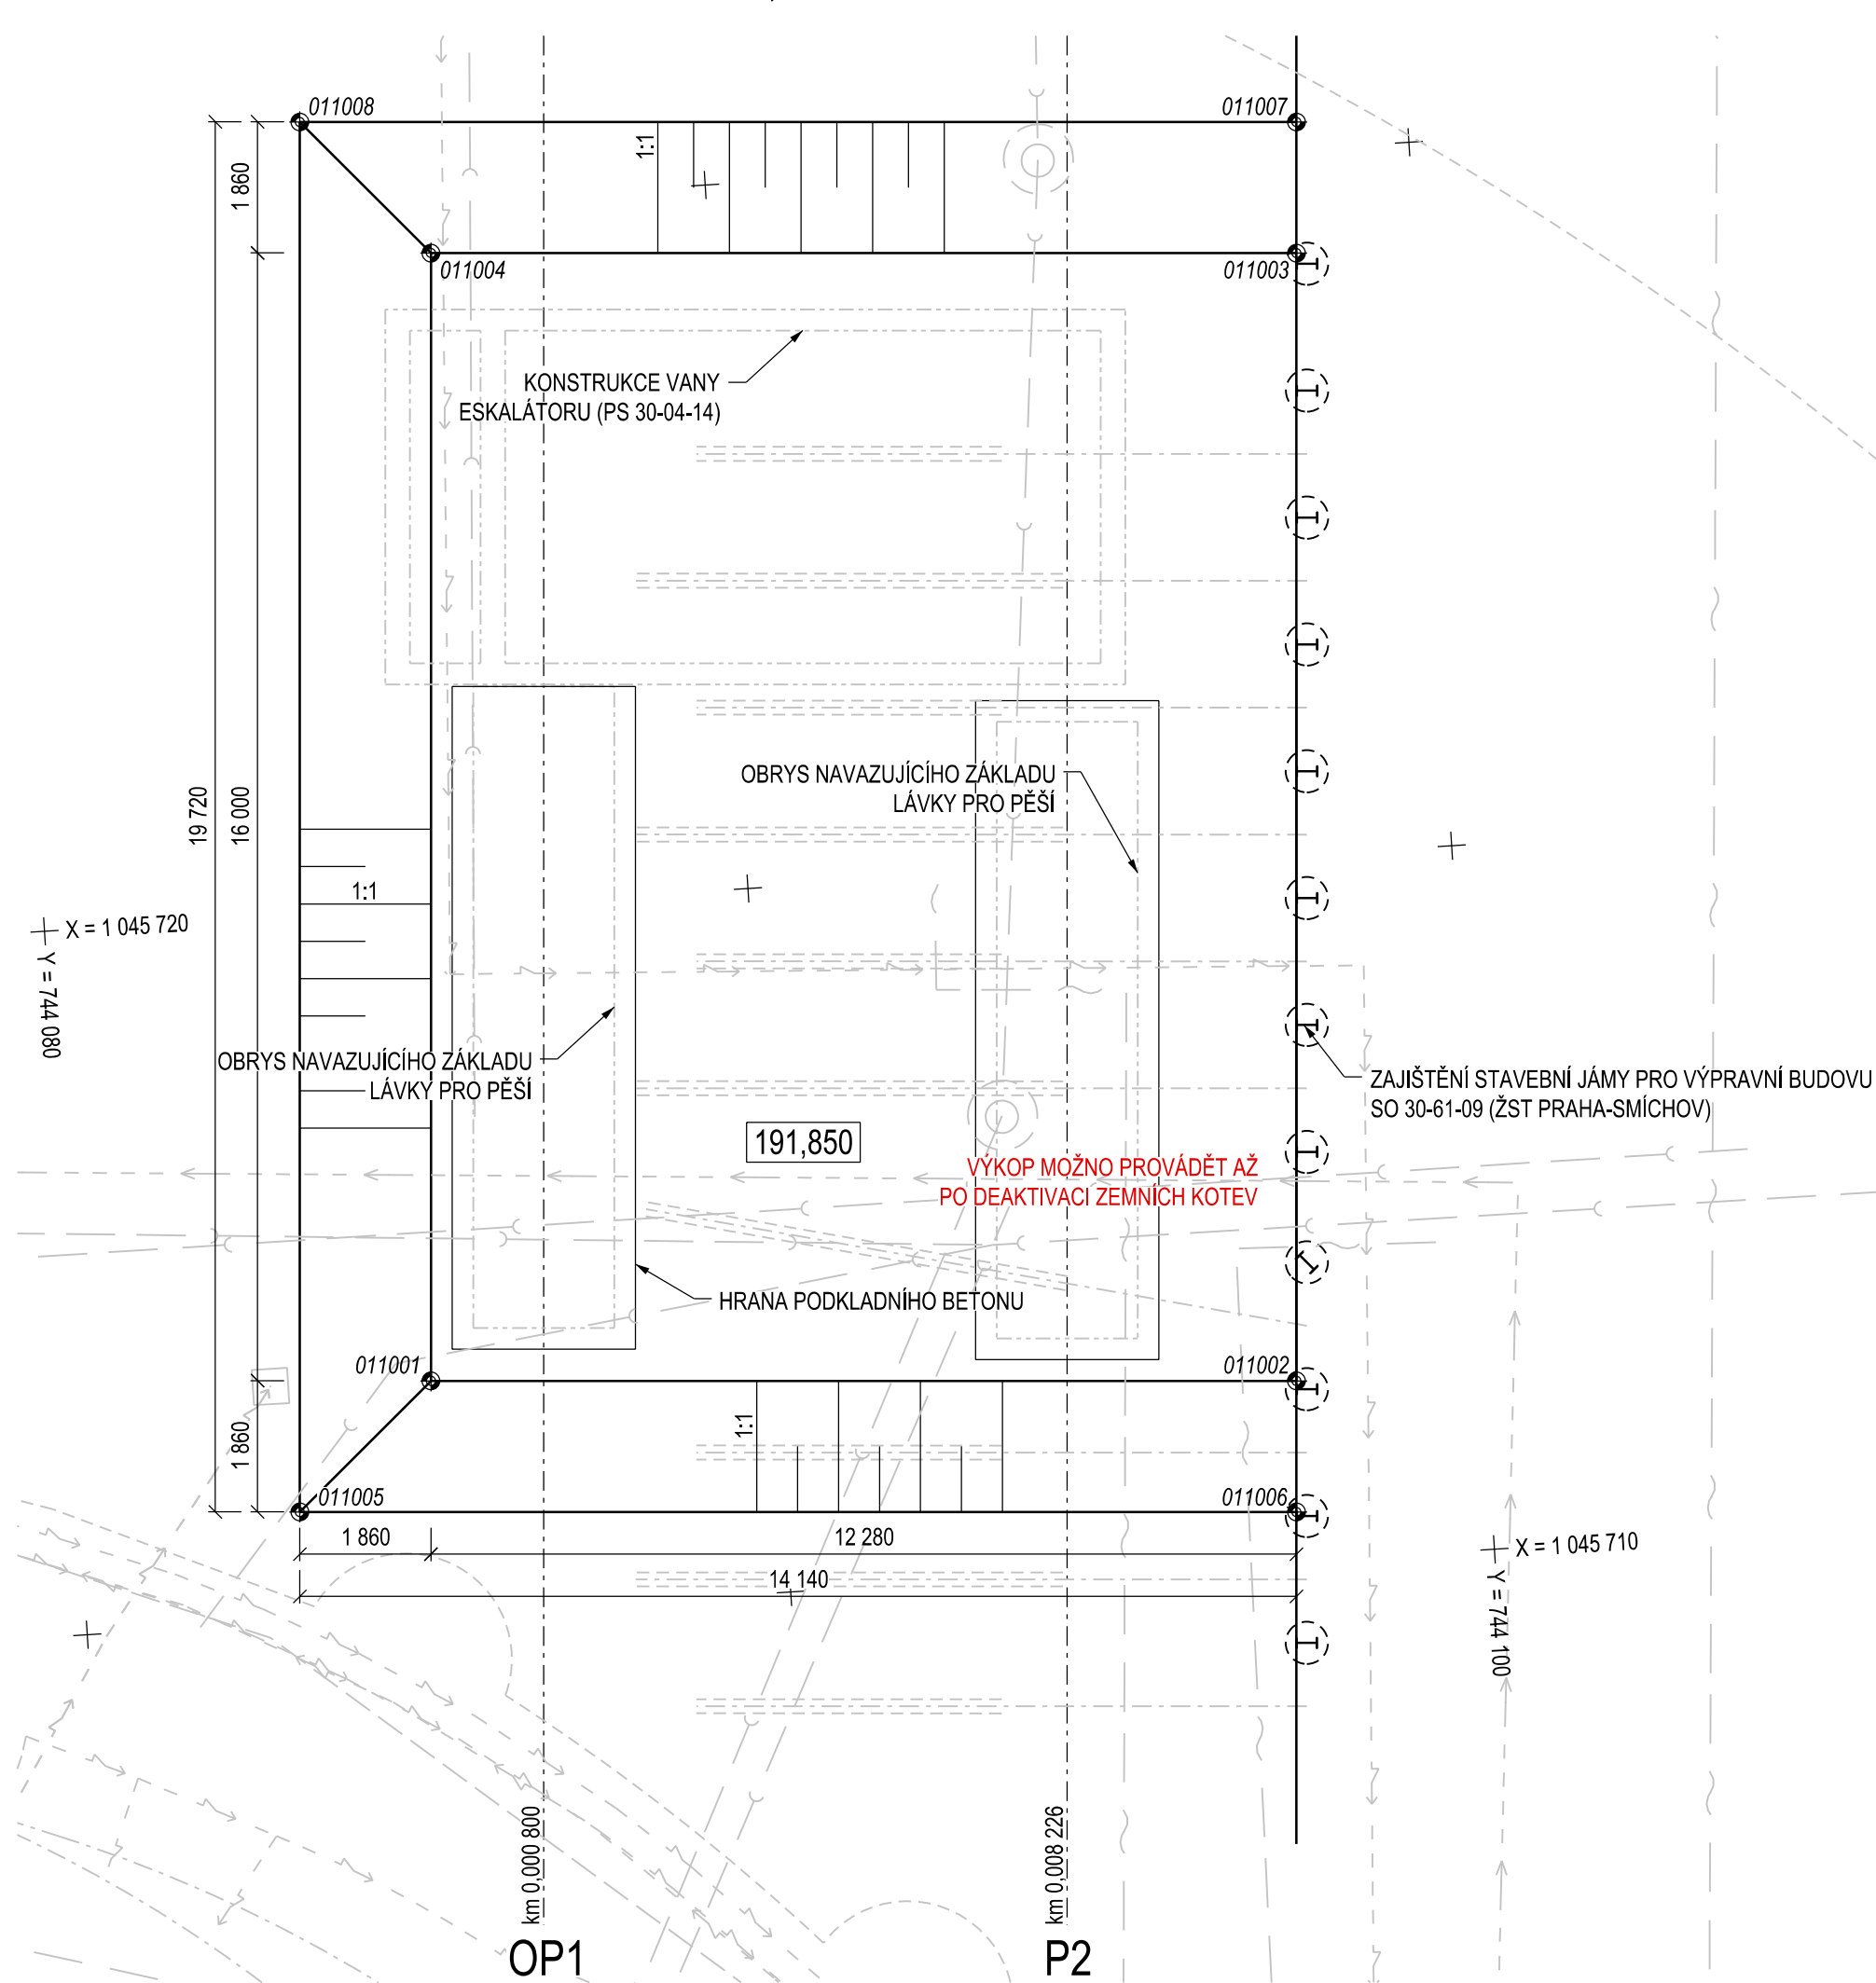 011008
011007
1:1
1 860
011004
011003
KONSTRUKCE VANY
ESKALÁTORU (PS 30-04-14)
OBRYS NAVAZUJÍCÍHO ZÁKLADU
LÁVKY PRO PĚŠÍ
19 720
16 000
1:1
X = 1 045 720
Y = 744 080
OBRYS NAVAZUJÍCÍHO ZÁKLADU
LÁVKY PRO PĚŠÍ
ZAJIŠTĚNÍ STAVEBNÍ JÁMY PRO VÝPRAVNÍ BUDOVU
SO 30-61-09 (ŽST PRAHA-SMÍCHOV)
191,850
VÝKOP MOŽNO PROVÁDĚT AŽ
PO DEAKTIVACI ZEMNÍCH KOTEV
HRANA PODKLADNÍHO BETONU
011001
011002
1:1
1 860
011005
011006
1 860
12 280
14 140
X = 1 045 710
Y = 744 100
km 0,000 800
km 0,008 226
OP1
P2